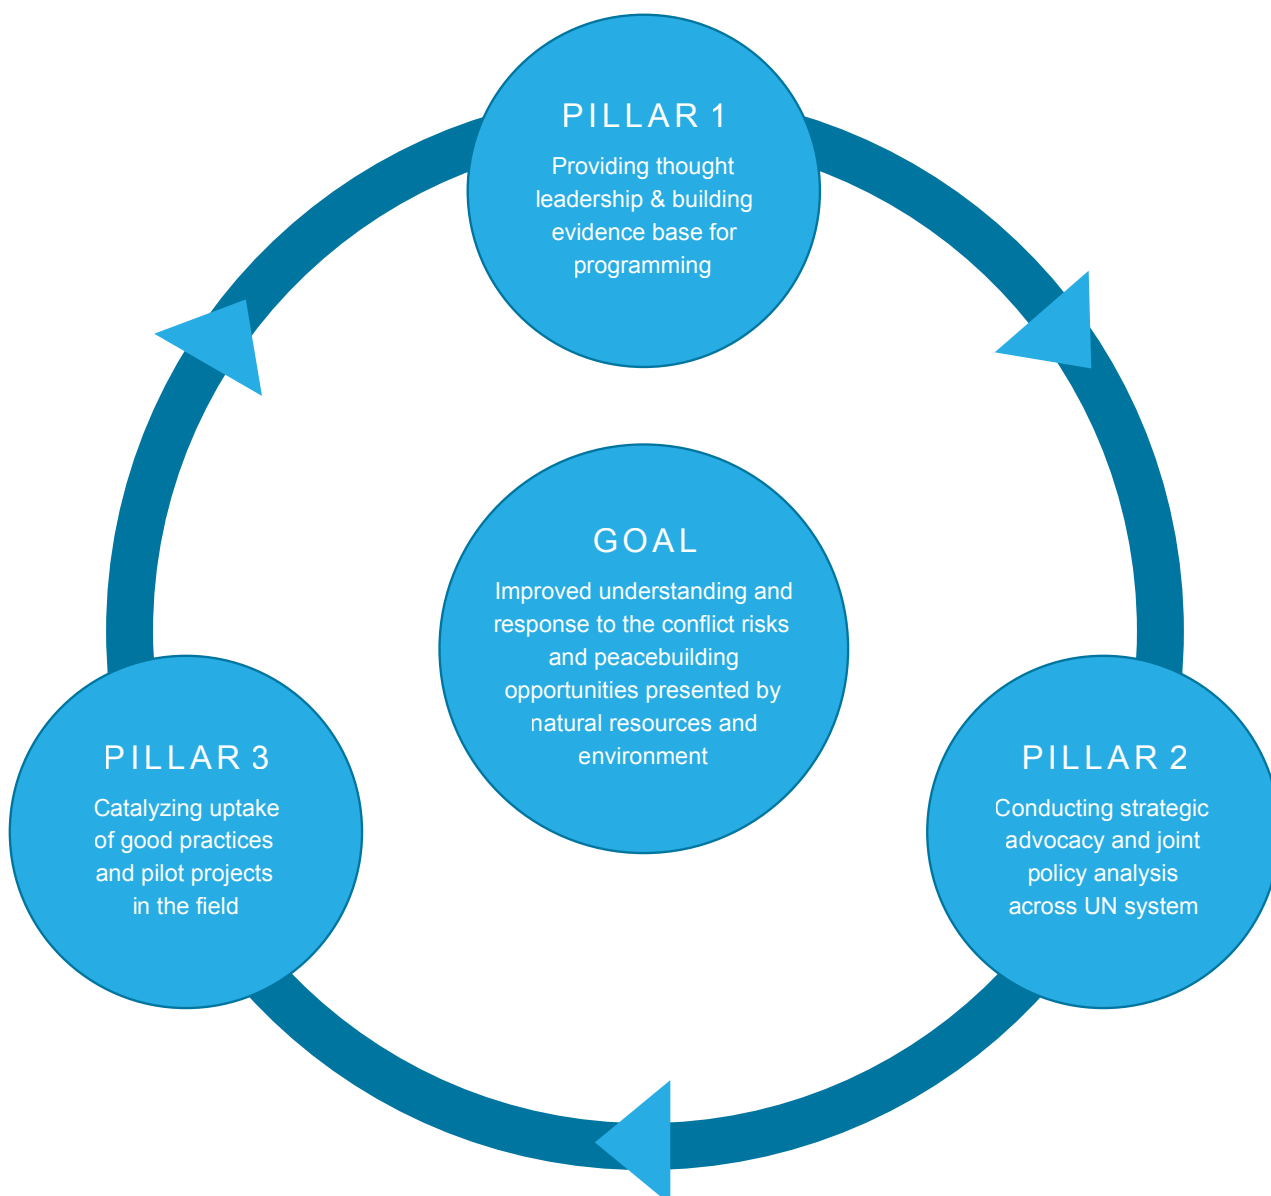 PILLAR 1
Providing thought
leadership & building
evidence base for
programming
GOAL
Improved understanding and
response to the conflict risks
and peacebuilding
opportunities presented by
natural resources and
environment
PILLAR 3
Catalyzing uptake
of good practices
and pilot projects
in the field
PILLAR 2
Conducting strategic
advocacy and joint
policy analysis
across UN system